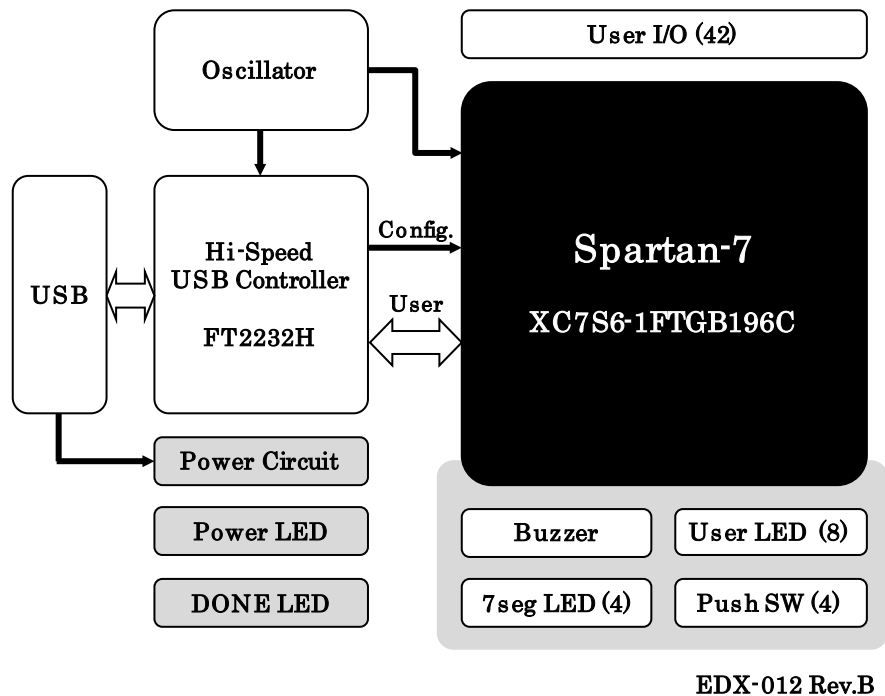 User I/O (42)
Oscillator
Config.
Hi-Speed
USB Controller
FT2232H
USB
User
Spartan-7
XC7S6-1FTGB196C
Power Circuit
Power LED
DONE LED
Buzzer
User LED (8)
7seg LED (4)
Push SW (4)
EDX-012 Rev.B